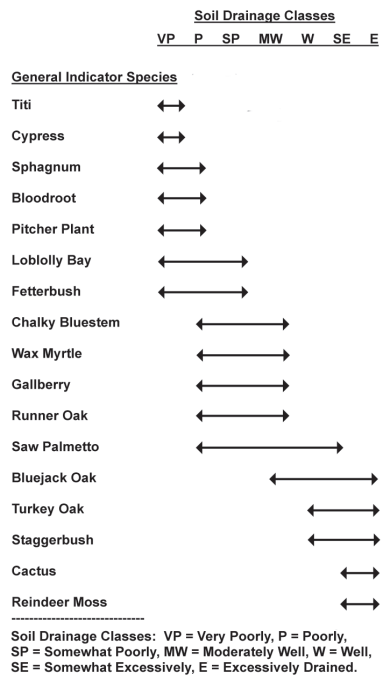 Soil Drainage Classes
VP P SP MW W SE E
General Indicator Species
Titi
Cypress
Sphagnum
Bloodroot
Pitcher Plant
Loblolly Bay
Fetterbush
Chalky Bluestem
Wax Myrtle
Gallberry
Runner Oak
Saw Palmetto
Bluejack Oak
Turkey Oak
Staggerbush
Cactus
Reindeer Moss
------------------------------
Soil Drainage Classes: VP = Very Poorly, P = Poorly,
SP = Somewhat Poorly, MW = Moderately Well, W = Well,
SE = Somewhat Excessively, E = Excessively Drained.